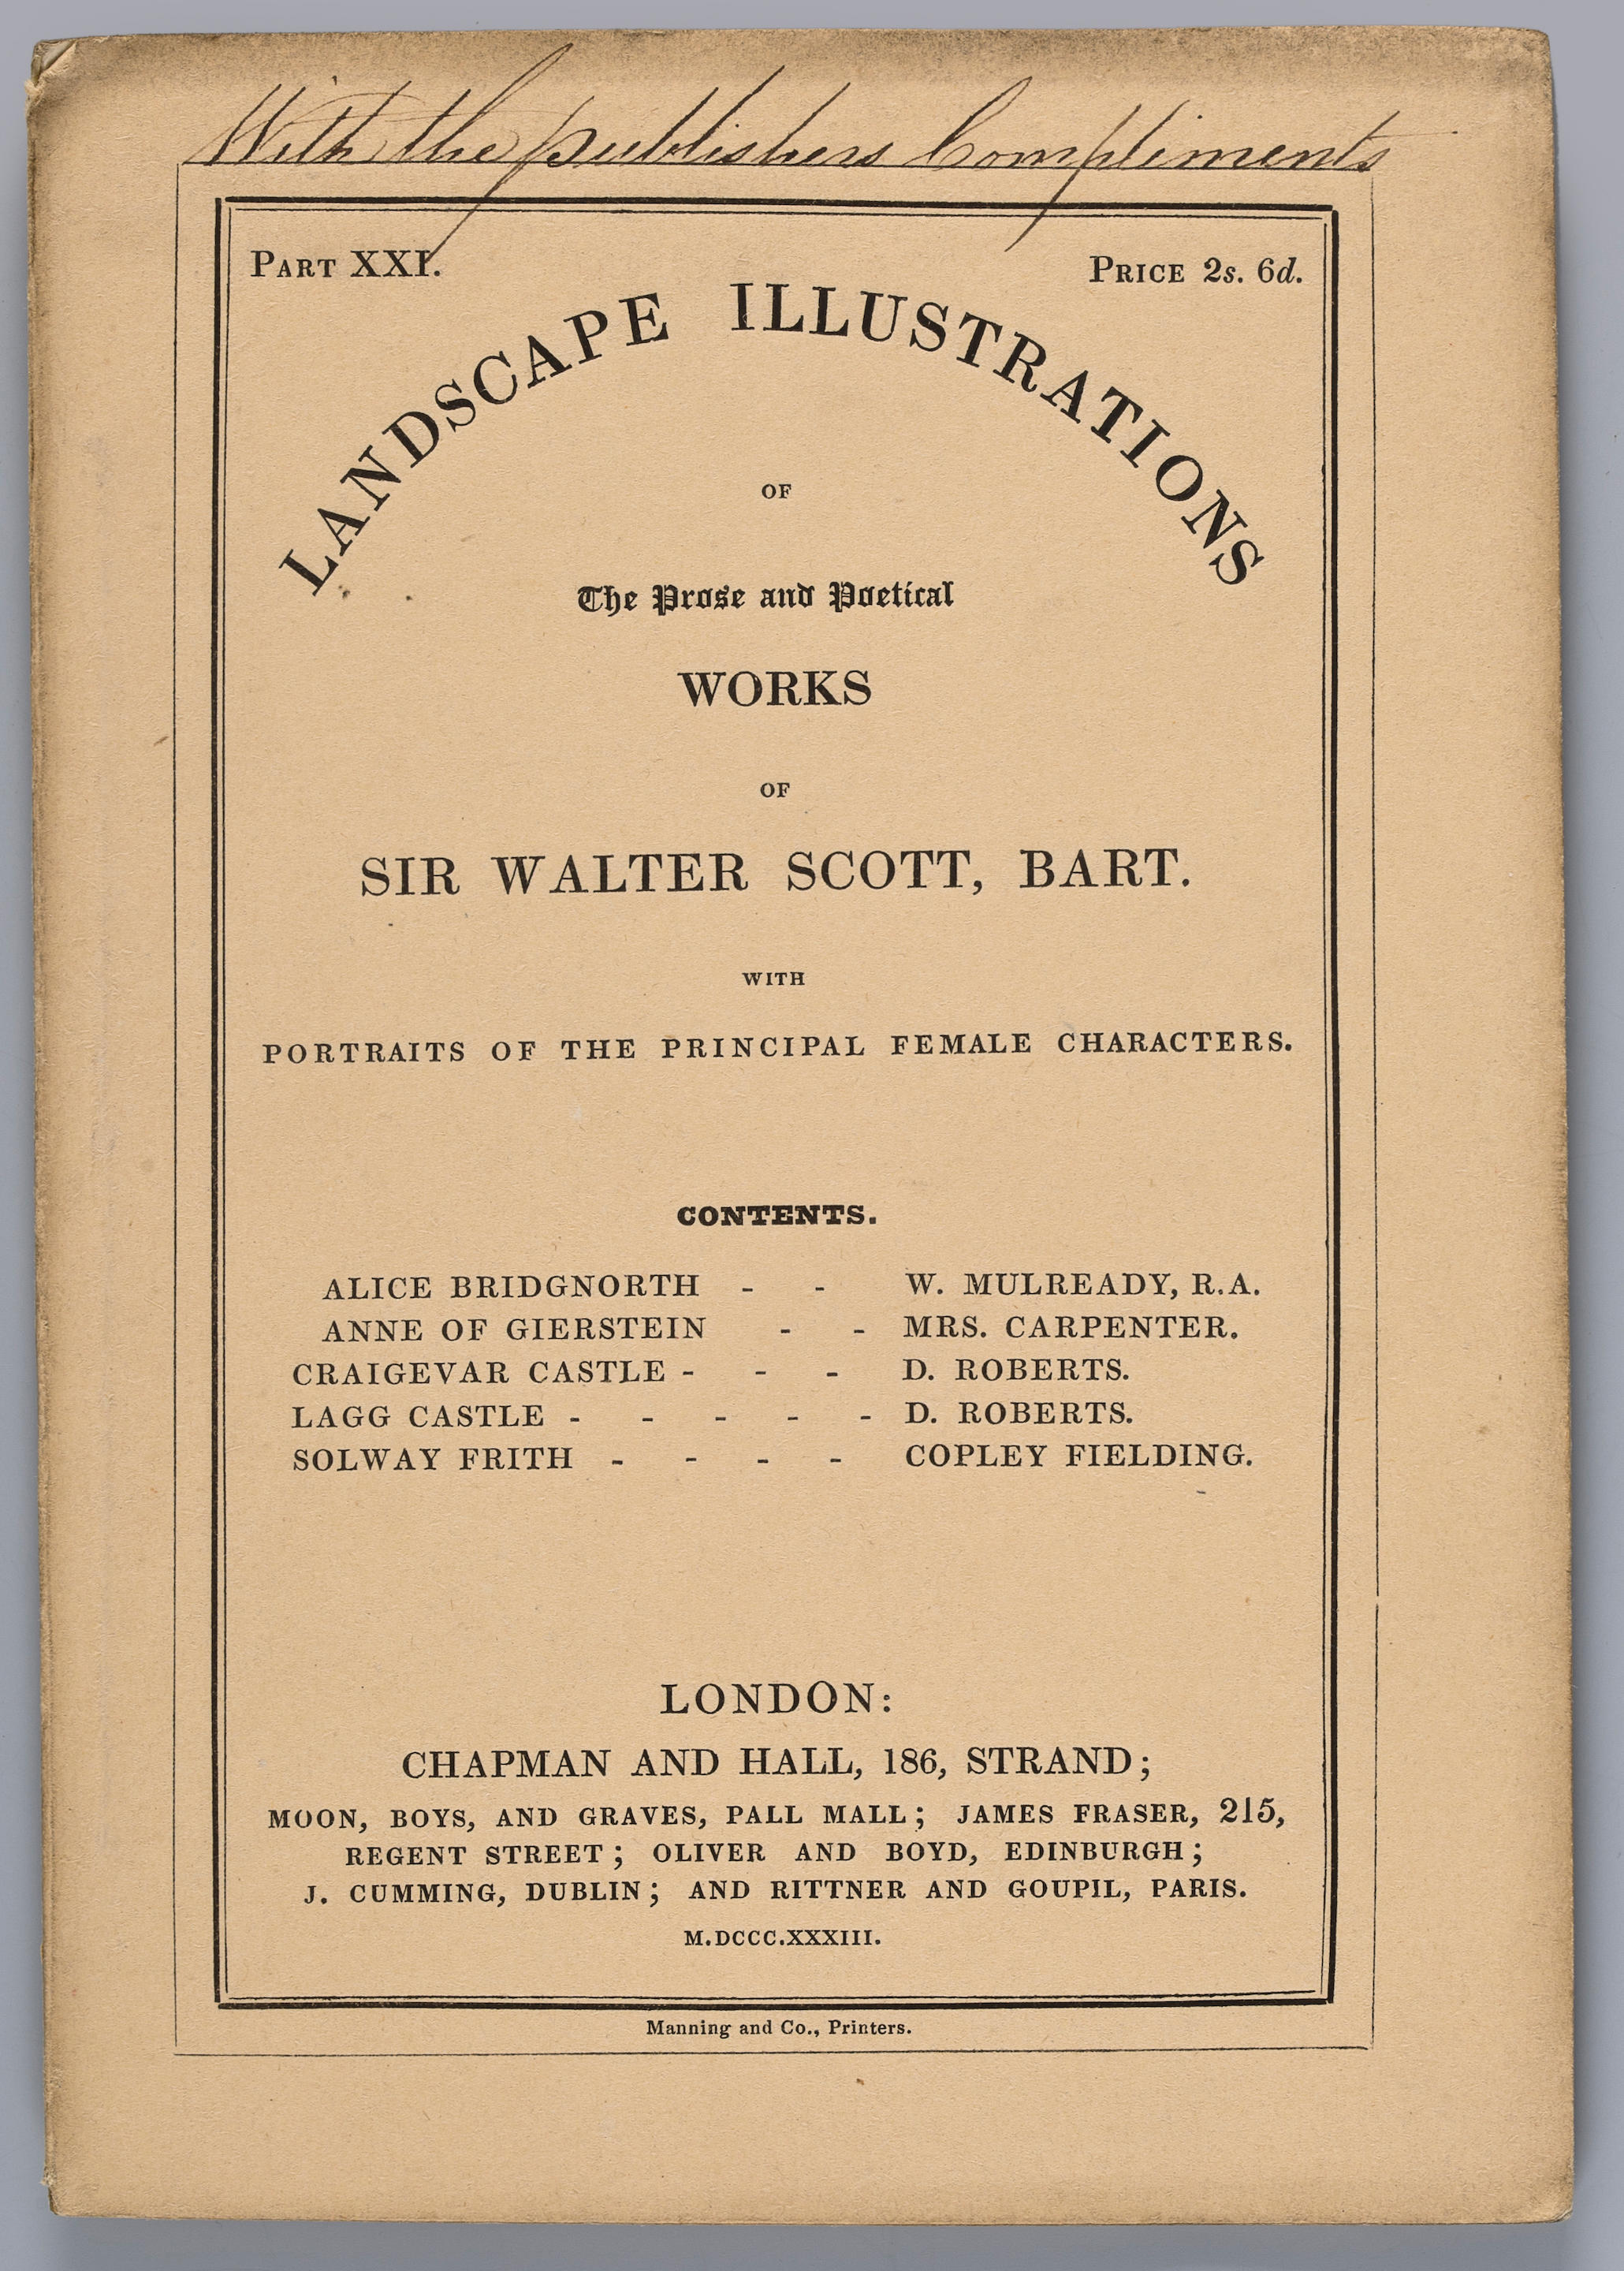 With the publishers Compliments
PART XXI.
PRICE 2s. 6d.
LANDSCAPE ILLUSTRATIONS
OF
The Prose and Poetical
WORKS
OF
SIR WALTER SCOTT, BART.
WITH
PORTRAITS OF THE PRINCIPAL FEMALE CHARACTERS.
CONTENTS.
ALICE BRIDGNORTH - - W. MULREADY, R.A.
ANNE OF GIERSTEIN - - MRS. CARPENTER.
CRAIGEVAR CASTLE - - - D. ROBERTS.
LAGG CASTLE - - - - - D. ROBERTS.
SOLWAY FRITH - - - - COPLEY FIELDING.
LONDON:
CHAPMAN AND HALL, 186, STRAND;
MOON, BOYS, AND GRAVES, PALL MALL; JAMES FRASER, 215,
REGENT STREET; OLIVER AND BOYD, EDINBURGH;
J. CUMMING, DUBLIN; AND RITTNER AND GOUPIL, PARIS.
M.DCCC.XXXIII.
Manning and Co., Printers.